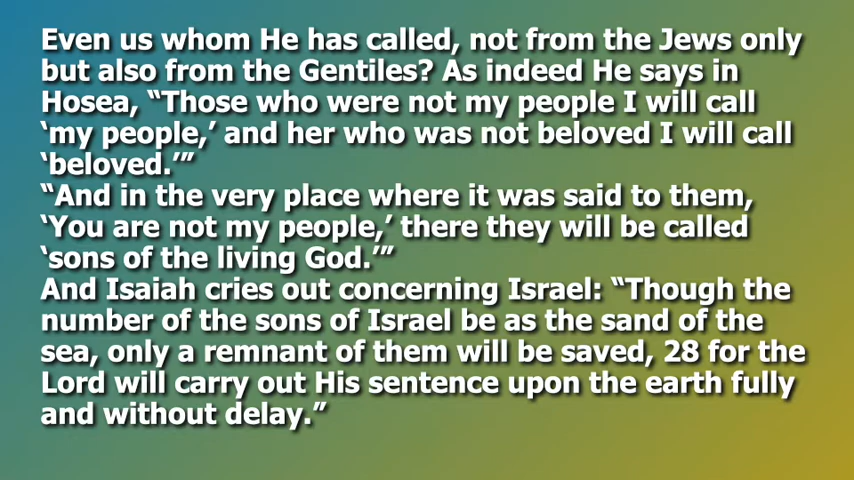 Even us whom He has called, not from the Jews only
but also from the Gentiles? As indeed He says in
Hosea, “Those who were not my people I will call
‘my people,’ and her who was not beloved I will call
‘beloved.’”
“And in the very place where it was said to them,
‘You are not my people,’ there they will be called
‘sons of the living God.’”
And Isaiah cries out concerning Israel: “Though the
number of the sons of Israel be as the sand of the
sea, only a remnant of them will be saved, 28 for the
Lord will carry out His sentence upon the earth fully
and without delay.”